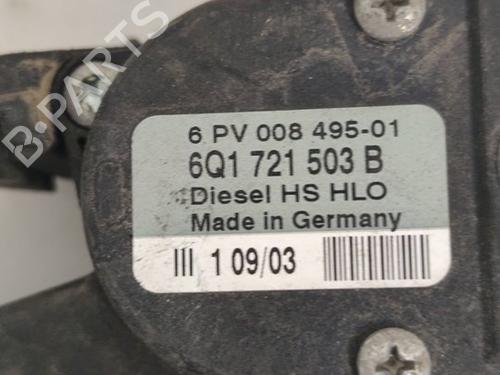 B-PARTS
6 PV 008 495-01
6Q1 721 503 B
Diesel HS HLO
Made in Germany
III 1 09/03